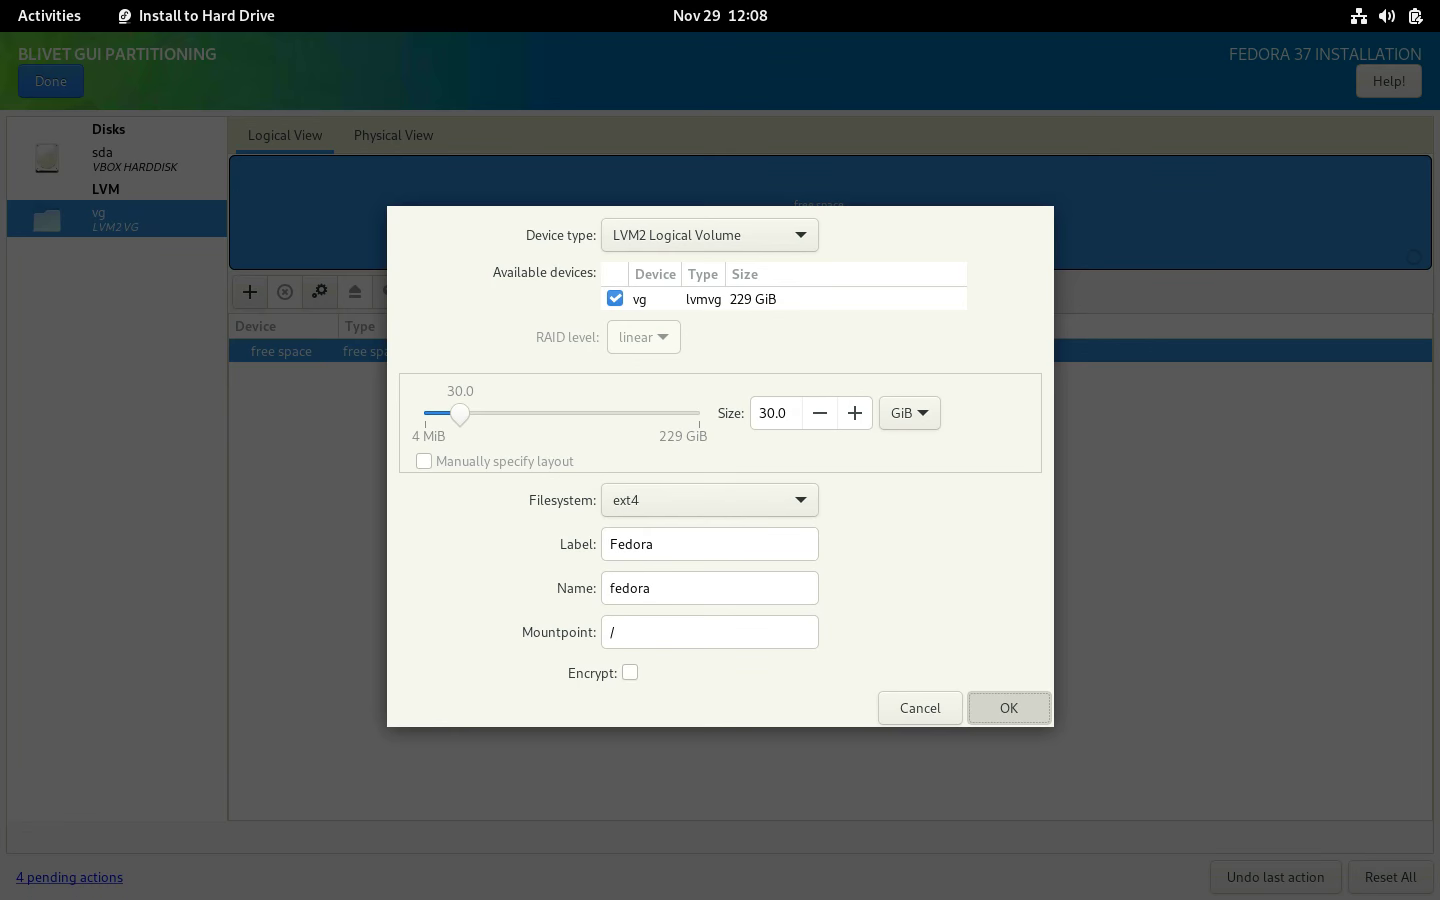 Activities Install to Hard Drive Nov 29 12:08
BLIVET GUI PARTITIONING FEDORA 37 INSTALLATION
Done Help!
Disks
sda
VBOX HARDDISK
LVM
vg
LVM2 VG
Logical View Physical View
free space
Device Type
free space free spa
Device type: LVM2 Logical Volume
Available devices: Device Type Size
vg lvmvg 229 GiB
RAID level: linear
30.0
Size: 30.0 GiB
4 MiB 229 GiB
Manually specify layout
Filesystem: ext4
Label: Fedora
Name: fedora
Mountpoint: /
Encrypt:
Cancel OK
4 pending actions Undo last action Reset All